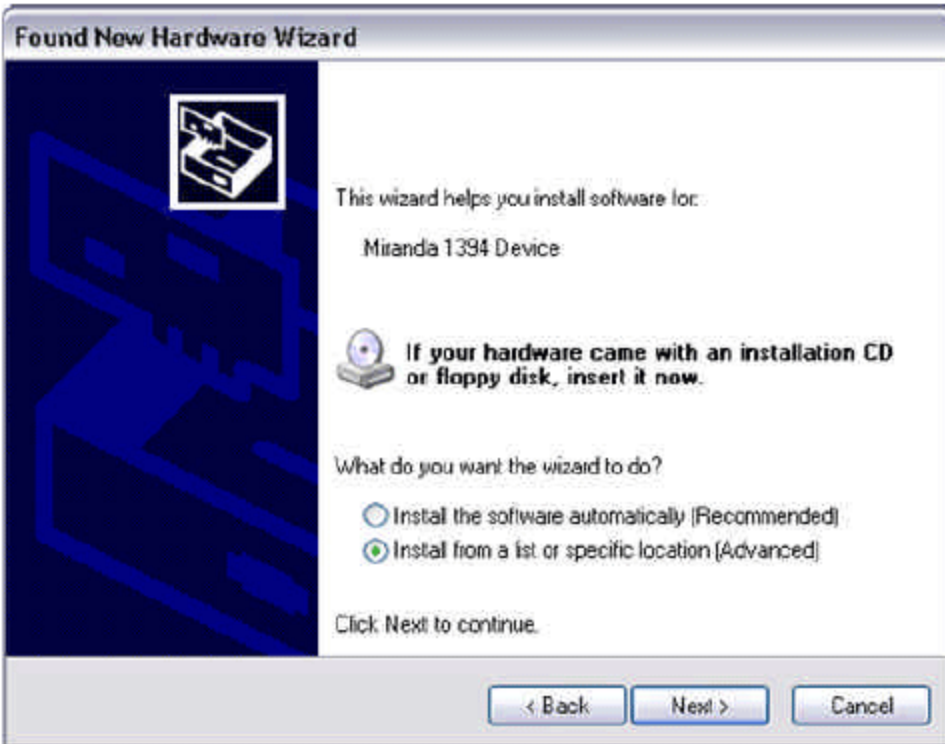 Found New Hardware Wizard
This wizard helps you install software for:
Miranda 1394 Device
If your hardware came with an installation CD
or floppy disk, insert it now.
What do you want the wizard to do?
Install the software automatically (Recommended)
Install from a list or specific location (Advanced)
Click Next to continue.
< Back
Next >
Cancel